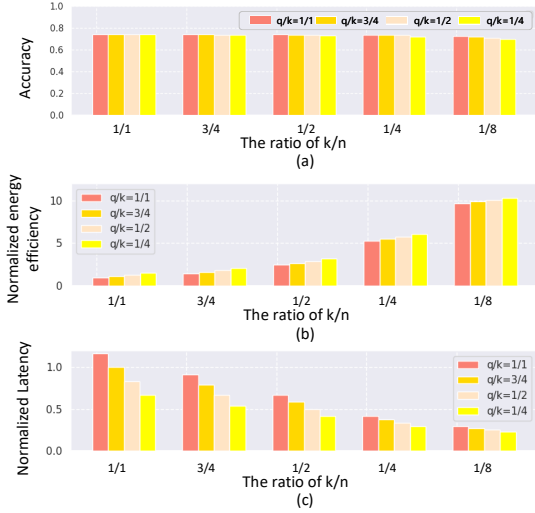 1.0
0.8
0.6
0.4
0.2
0.0
Accuracy
q/k=1/1 q/k=3/4 q/k=1/2 q/k=1/4
1/1 3/4 1/2 1/4 1/8
The ratio of k/n
(a)
10
5
0
Normalized energy
efficiency
q/k=1/1
q/k=3/4
q/k=1/2
q/k=1/4
1/1 3/4 1/2 1/4 1/8
The ratio of k/n
(b)
1.0
0.5
0.0
Normalized Latency
q/k=1/1
q/k=3/4
q/k=1/2
q/k=1/4
1/1 3/4 1/2 1/4 1/8
The ratio of k/n
(c)